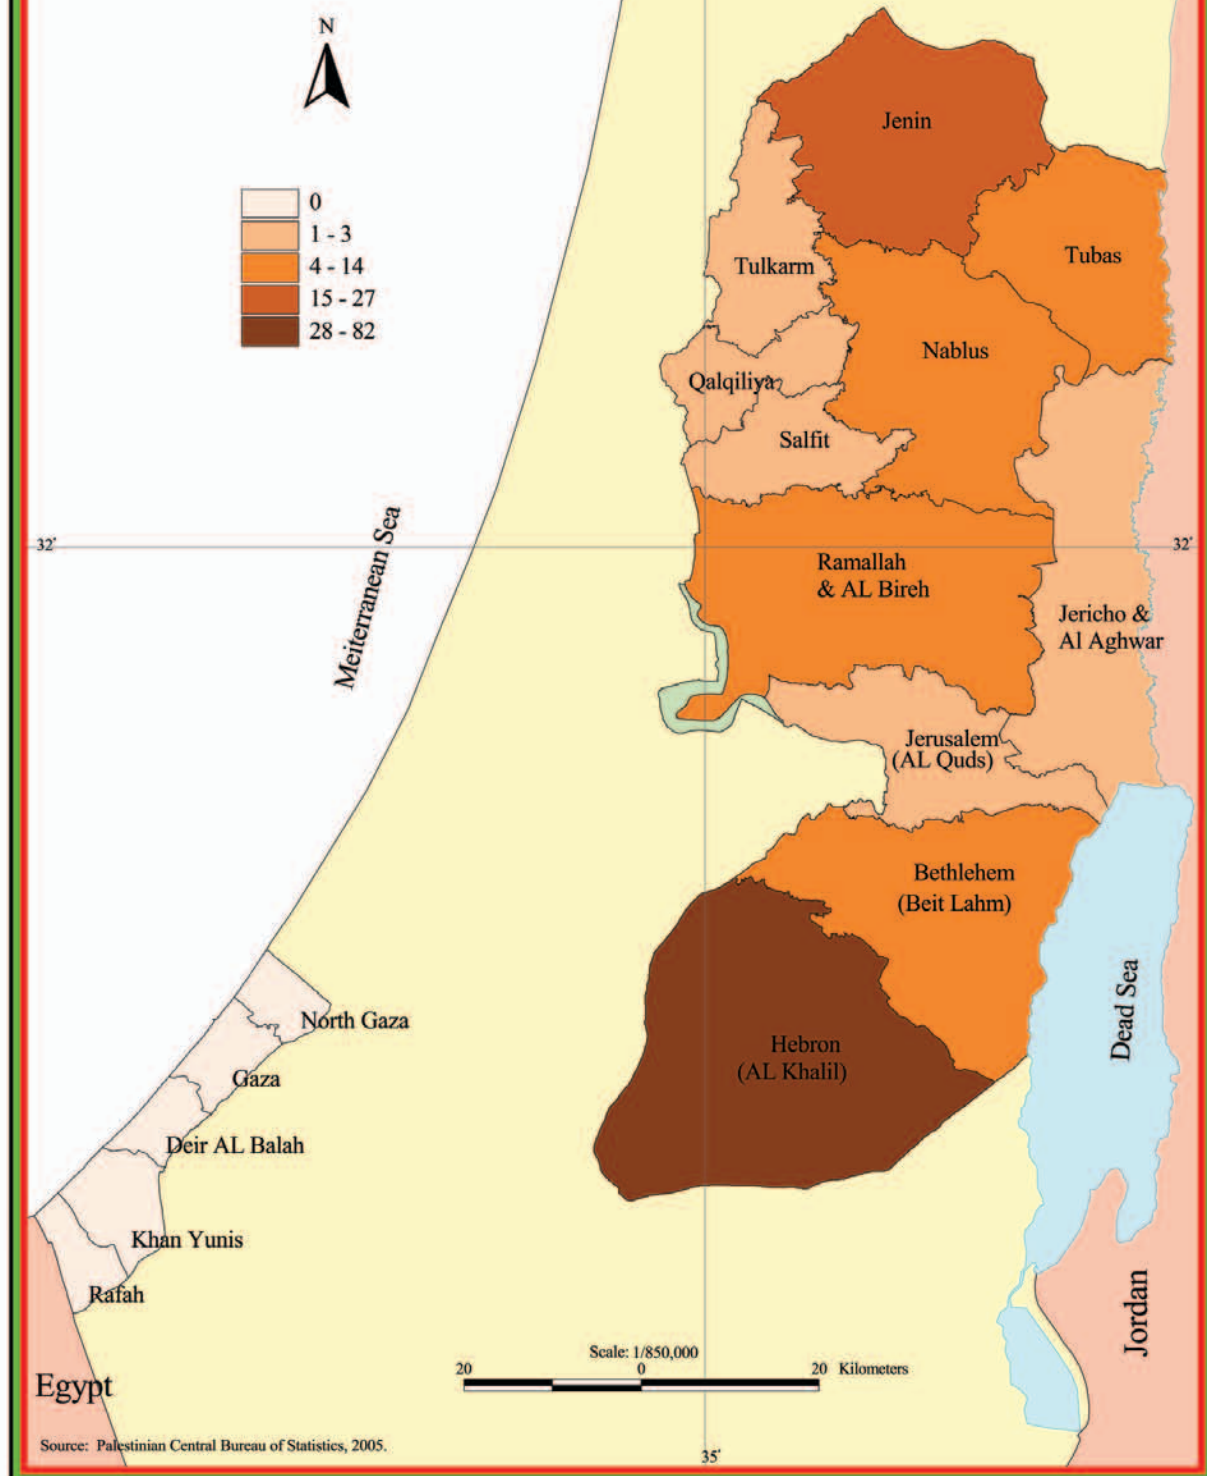 N
0
1 - 3
4 - 14
15 - 27
28 - 82
Jenin
Tubas
Tulkarm
Nablus
Qalqiliya
Salfit
Meiterranean Sea
32'
32'
Ramallah
& AL Bireh
Jericho &
Al Aghwar
Jerusalem
(AL Quds)
Bethlehem
(Beit Lahm)
Dead Sea
North Gaza
Hebron
(AL Khalil)
Gaza
Deir AL Balah
Khan Yunis
Rafah
Jordan
Scale: 1/850,000
20 0 20 Kilometers
Egypt
Source: Palestinian Central Bureau of Statistics, 2005.
35'